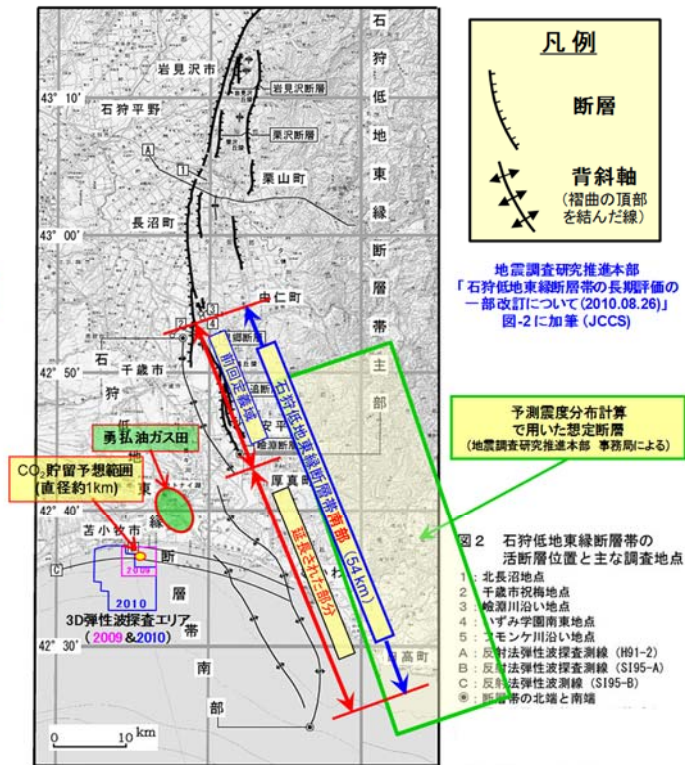 凡例
断層
背斜軸
(褶曲の頂部
を結んだ線)
地震調査研究推進本部
「石狩低地東縁断層帯の長期評価の
一部改訂について(2010.08.26)」
図-2に加筆(JCCS)
石狩低地東縁断層帯主部
岩見沢市
43°10′
石狩平野
岩見沢断層
栗沢断層
A
1
栗山町
長沼町
43°00′
3
由仁町
2
4
42°50′
千歳市
石狩低地東縁断層帯南部
前回定義域
石狩低地東縁断層帯南部(54km)
安平
厚真町
延長された部分
勇払油ガス田
CO₂貯留予想範囲
(直径約1km)
42°40′
苫小牧市
C
2009
2010
3D弾性波探査エリア
(2009&2010)
42°30′
日高町
0
10 km
予測震度分布計算
で用いた想定断層
(地震調査研究推進本部 事務局による)
図2 石狩低地東縁断層帯の
活断層位置と主な調査地点
1:北長沼地点
2:千歳市祝梅地点
3:嶮淵川沿い地点
4:いずみ学園南東地点
5:フモンケ川沿い地点
A:反射法弾性波探査測線(H91-2)
B:反射法弾性波探査測線(SI95-A)
C:反射法弾性波測線(SI95-B)
◉:断層帯の北端と南端